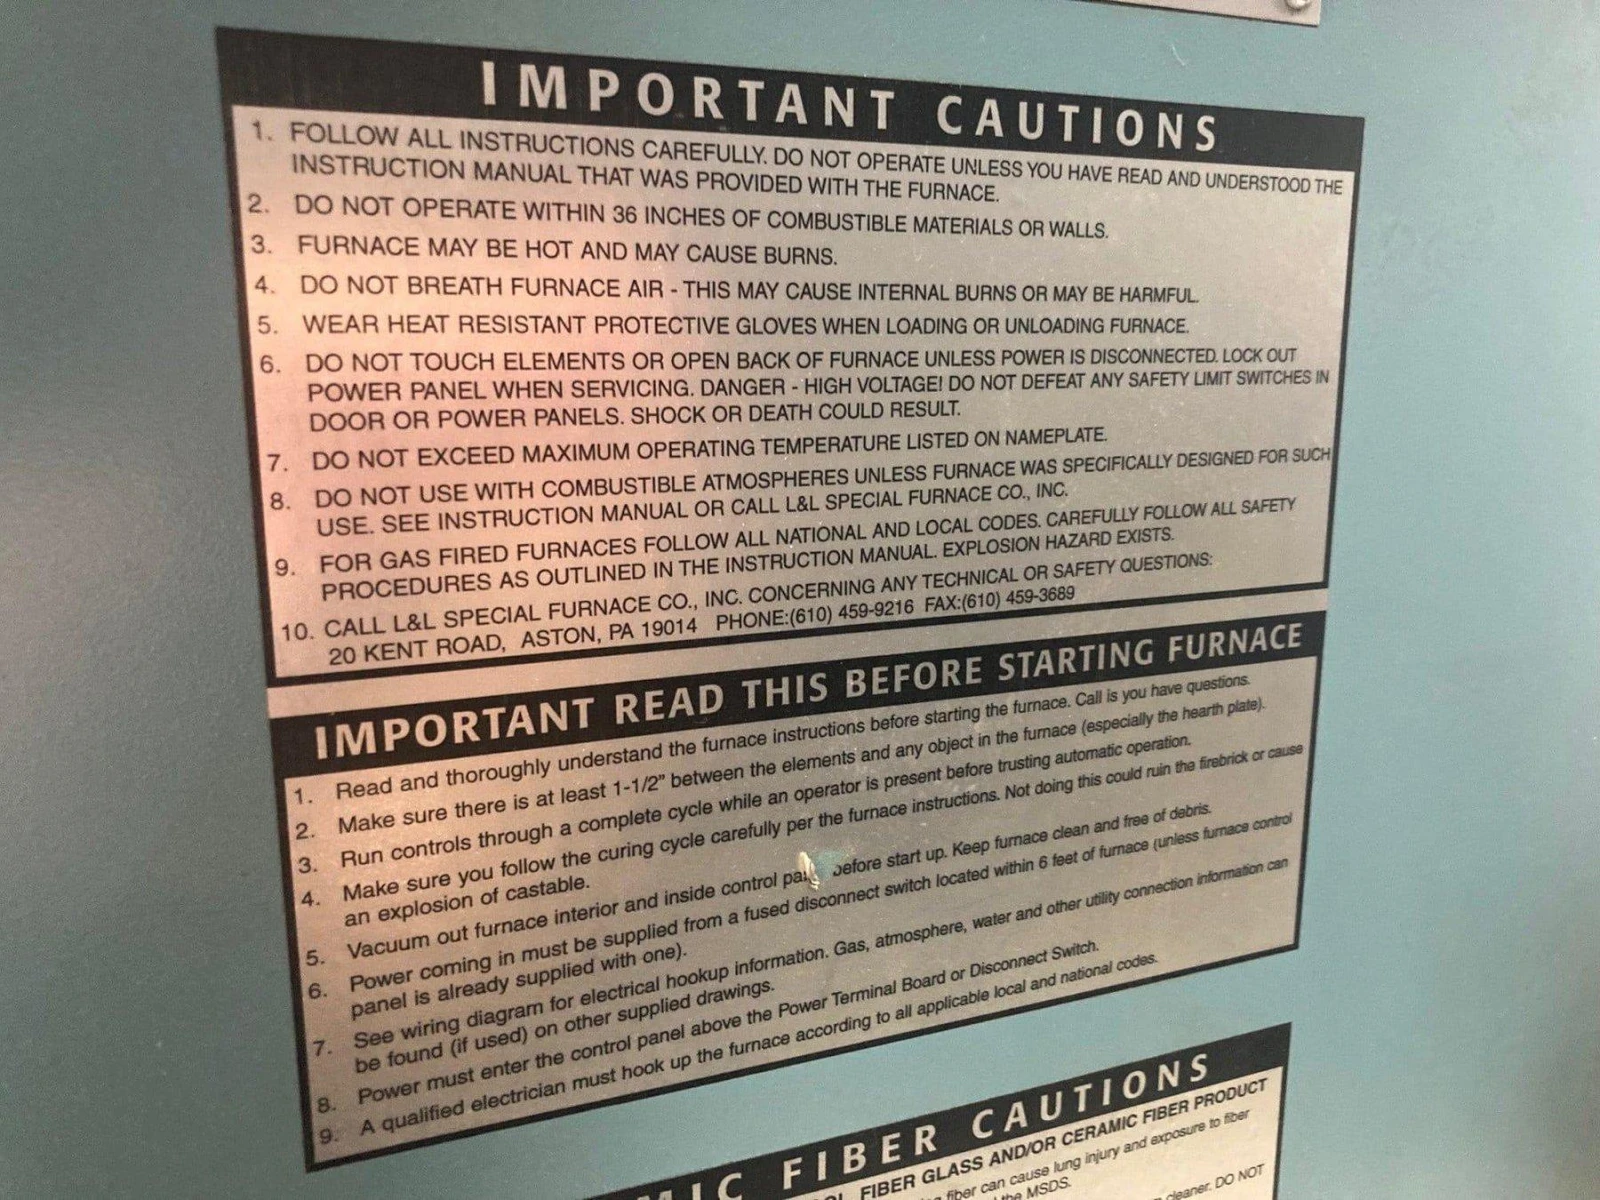 IMPORTANT CAUTIONS
1. FOLLOW ALL INSTRUCTIONS CAREFULLY. DO NOT OPERATE UNLESS YOU HAVE READ AND UNDERSTOOD THE
INSTRUCTION MANUAL THAT WAS PROVIDED WITH THE FURNACE.
2. DO NOT OPERATE WITHIN 36 INCHES OF COMBUSTIBLE MATERIALS OR WALLS.
3. FURNACE MAY BE HOT AND MAY CAUSE BURNS.
4. DO NOT BREATH FURNACE AIR - THIS MAY CAUSE INTERNAL BURNS OR MAY BE HARMFUL.
5. WEAR HEAT RESISTANT PROTECTIVE GLOVES WHEN LOADING OR UNLOADING FURNACE.
6. DO NOT TOUCH ELEMENTS OR OPEN BACK OF FURNACE UNLESS POWER IS DISCONNECTED. LOCK OUT
POWER PANEL WHEN SERVICING. DANGER - HIGH VOLTAGE! DO NOT DEFEAT ANY SAFETY LIMIT SWITCHES IN
DOOR OR POWER PANELS. SHOCK OR DEATH COULD RESULT.
7. DO NOT EXCEED MAXIMUM OPERATING TEMPERATURE LISTED ON NAMEPLATE.
8. DO NOT USE WITH COMBUSTIBLE ATMOSPHERES UNLESS FURNACE WAS SPECIFICALLY DESIGNED FOR SUCH
USE. SEE INSTRUCTION MANUAL OR CALL L&L SPECIAL FURNACE CO., INC.
9. FOR GAS FIRED FURNACES FOLLOW ALL NATIONAL AND LOCAL CODES. CAREFULLY FOLLOW ALL SAFETY
PROCEDURES AS OUTLINED IN THE INSTRUCTION MANUAL. EXPLOSION HAZARD EXISTS.
10. CALL L&L SPECIAL FURNACE CO., INC. CONCERNING ANY TECHNICAL OR SAFETY QUESTIONS:
20 KENT ROAD, ASTON, PA 19014 PHONE:(610) 459-9216 FAX:(610) 459-3689
IMPORTANT READ THIS BEFORE STARTING FURNACE
1. Read and thoroughly understand the furnace instructions before starting the furnace. Call is you have questions.
2. Make sure there is at least 1-1/2" between the elements and any object in the furnace (especially the hearth plate).
3. Run controls through a complete cycle while an operator is present before trusting automatic operation.
4. Make sure you follow the curing cycle carefully per the furnace instructions. Not doing this could ruin the firebrick or cause
an explosion of castable.
5. Vacuum out furnace interior and inside control before start up. Keep furnace clean and free of debris.
6. Power coming in must be supplied from a fused disconnect switch located within 6 feet of furnace (unless furnace control
panel is already supplied with one).
7. See wiring diagram for electrical hookup information. Gas, atmosphere, water and other utility connection information can
be found (if used) on other supplied drawings.
8. Power must enter the control panel above the Power Terminal Board or Disconnect Switch.
9. A qualified electrician must hook up the furnace according to all applicable local and national codes.
FIBER CAUTIONS
FIBER GLASS AND/OR CERAMIC FIBER PRODUCT
fiber can cause lung injury and exposure to fiber
the MSDS.
cleaner. DO NOT